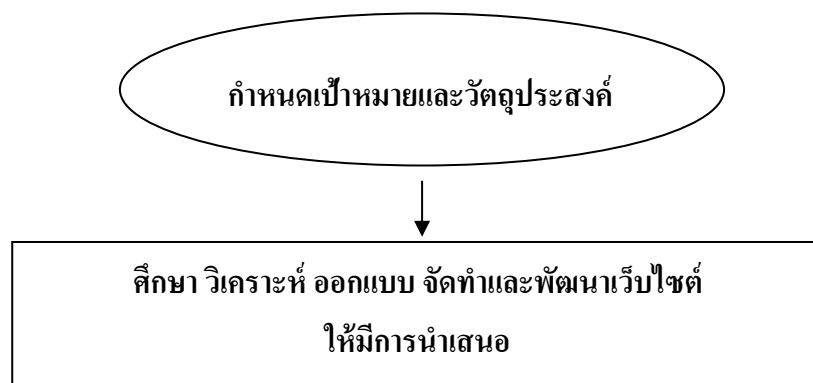 กำหนดเป้าหมายและวัตถุประสงค์
ศึกษา วิเคราะห์ ออกแบบ จัดทำและพัฒนาเว็บไซต์
ให้มีการนำเสนอ